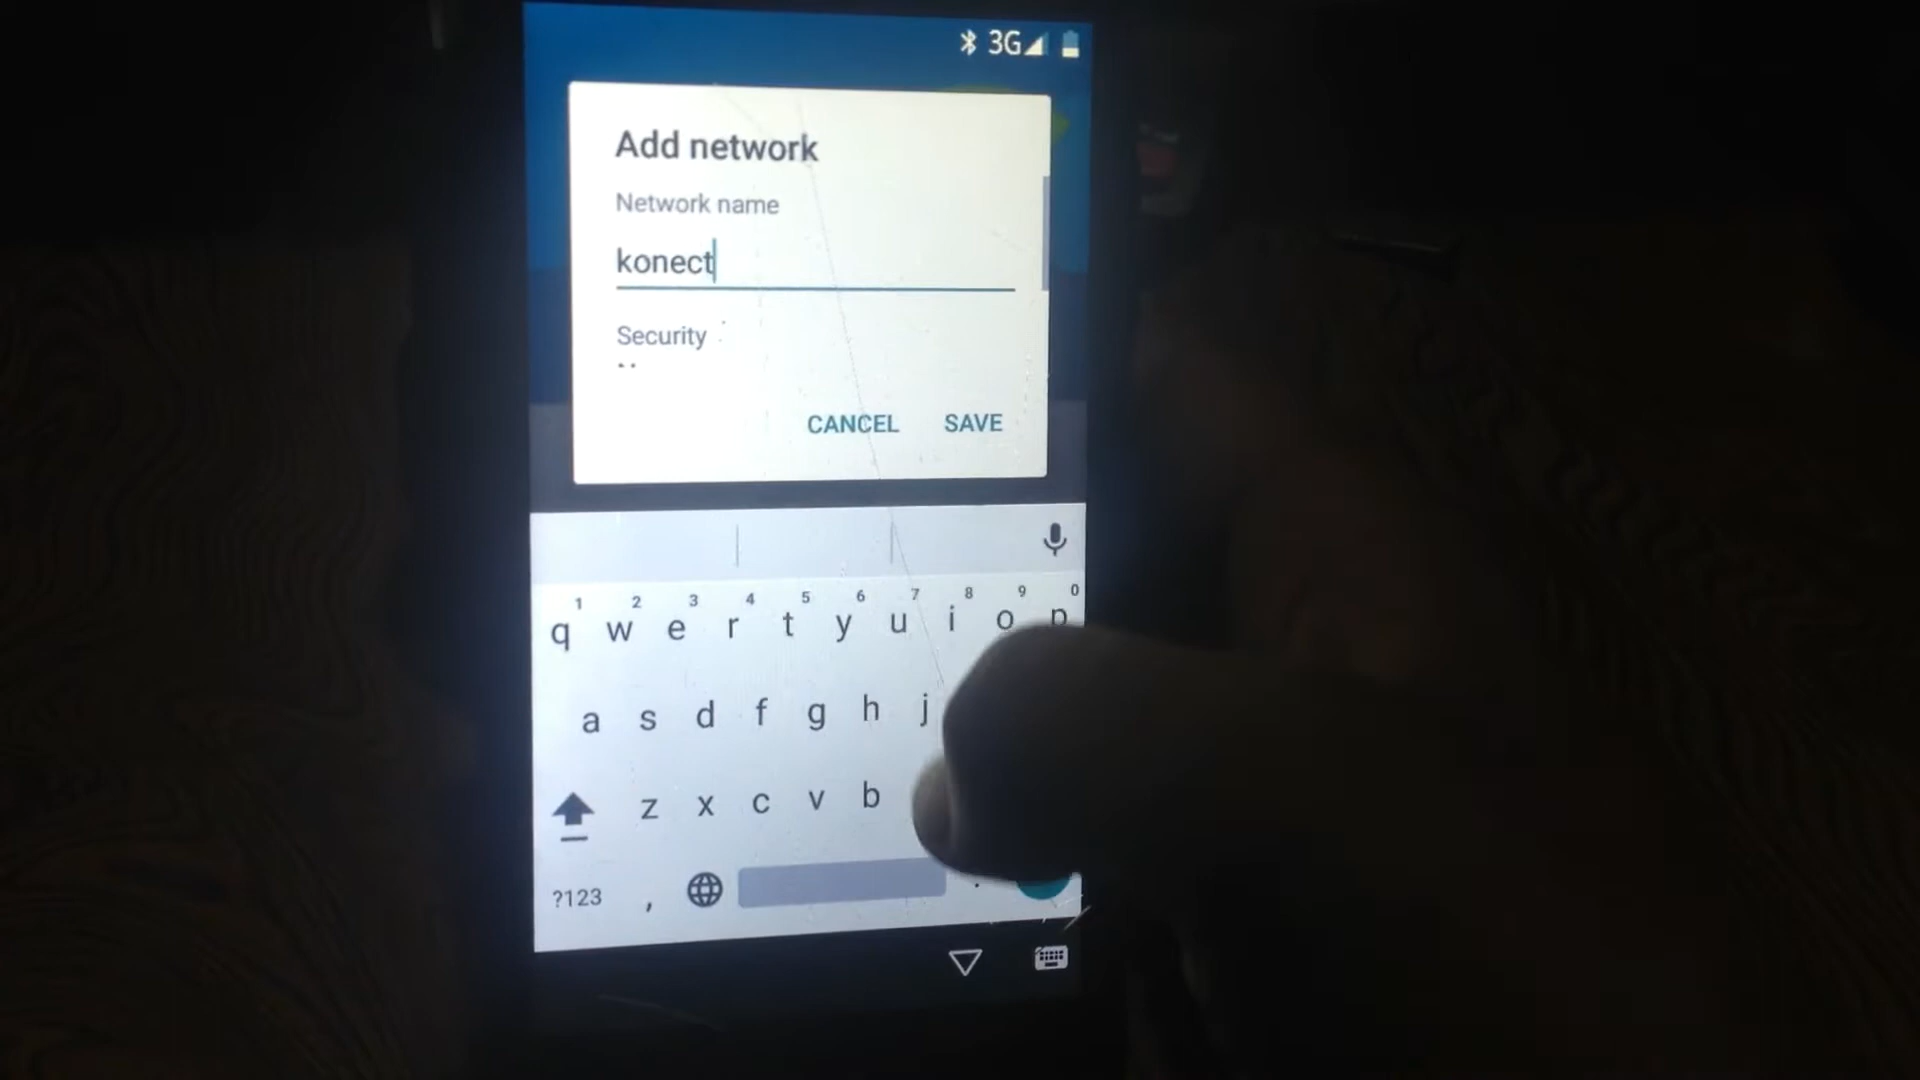 3G
Add network
Network name
konect
Security
CANCEL SAVE
1 2 3 4 5 6 7 8 9 0
q w e r t y u i o p
a s d f g h j
z x c v b
?123 , .